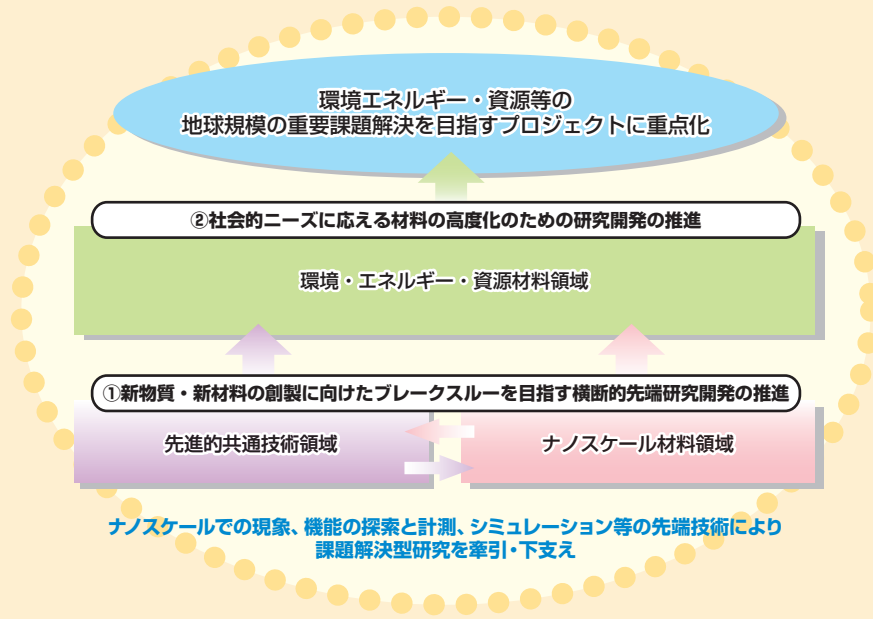 環境エネルギー・資源等の
地球規模の重要課題解決を目指すプロジェクトに重点化
②社会的ニーズに応える材料の高度化のための研究開発の推進
環境・エネルギー・資源材料領域
①新物質・新材料の創製に向けたブレークスルーを目指す横断的先端研究開発の推進
先進的共通技術領域
ナノスケール材料領域
ナノスケールでの現象、機能の探索と計測、シミュレーション等の先端技術により
課題解決型研究を牽引・下支え